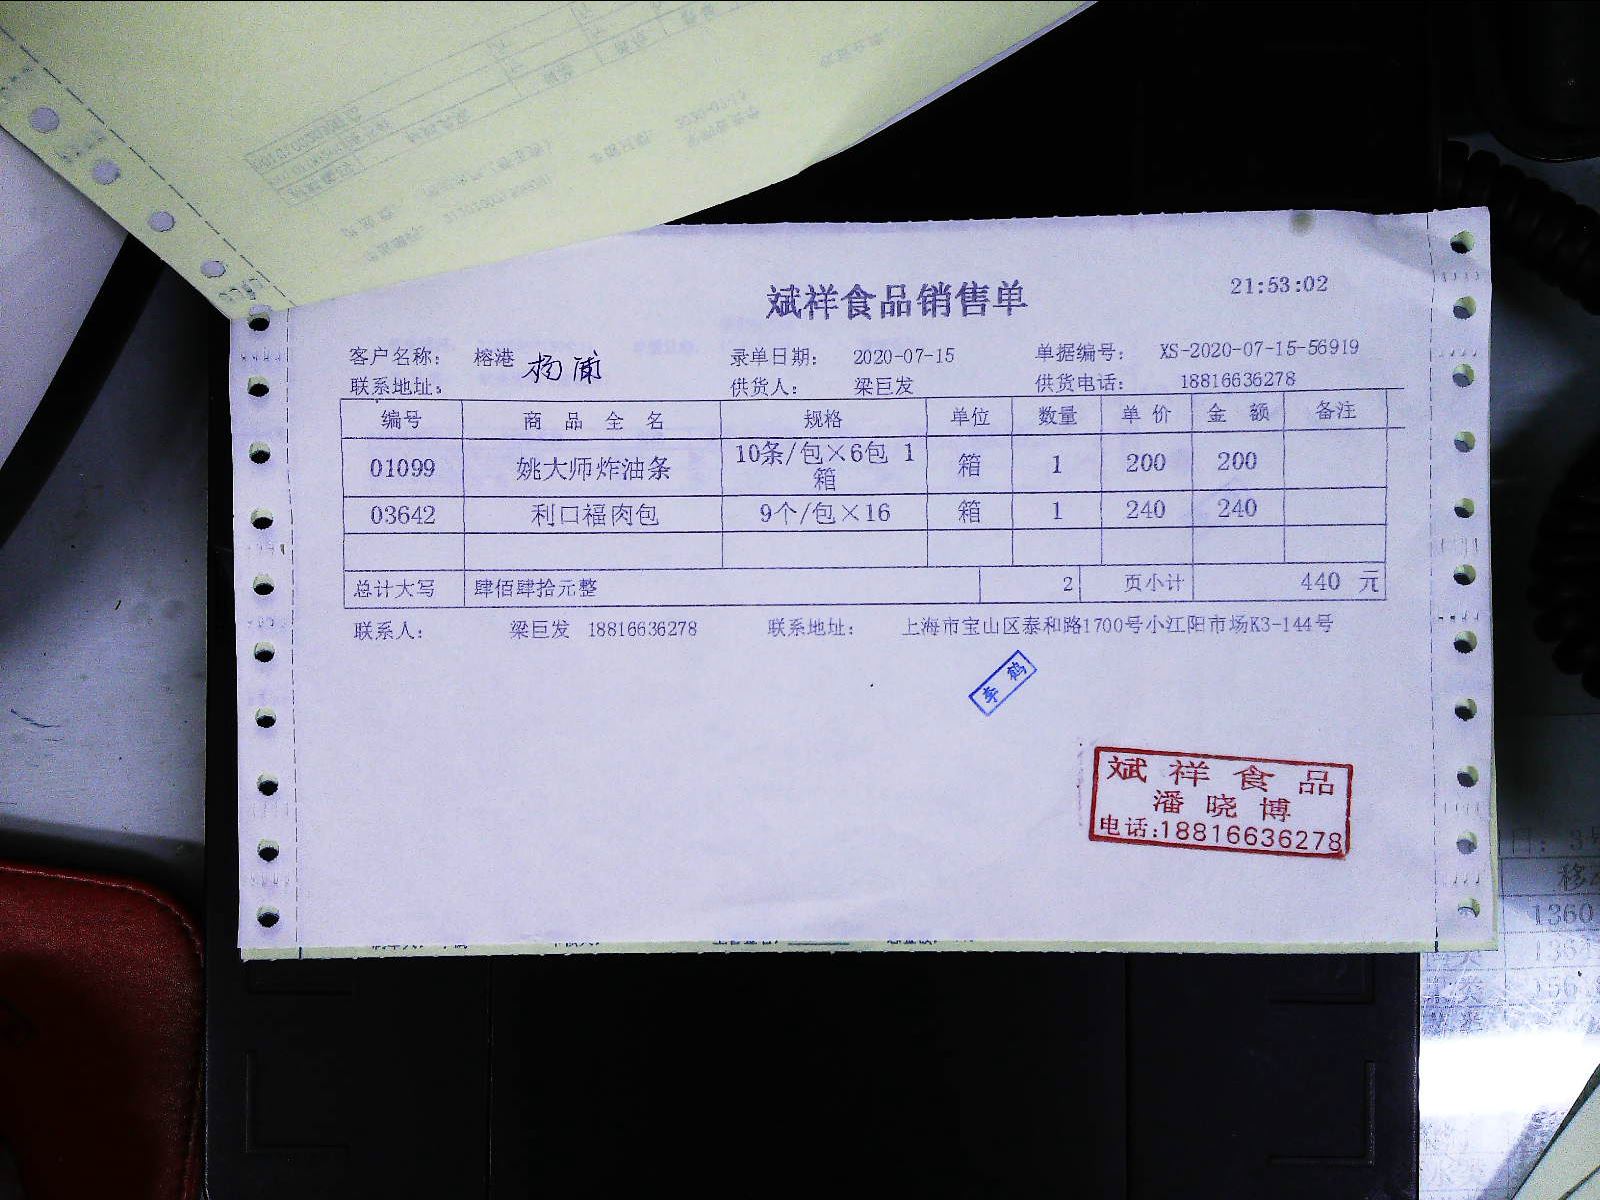 斌祥食品销售单
21:53:02
客户名称： 榕港 杨浦 录单日期： 2020-07-15 单据编号： XS-2020-07-15-56919
联系地址： 供货人： 梁巨发 供货电话： 18816636278
编号 商品全名 规格 单位 数量 单价 金额 备注
01099 姚大师炸油条 10条/包×6包 1箱 箱 1 200 200
03642 利口福肉包 9个/包×16 箱 1 240 240
总计大写 肆佰肆拾元整 2 页小计 440 元
联系人： 梁巨发 18816636278 联系地址： 上海市宝山区泰和路1700号小江阳市场K3-144号
李鹤
斌祥食品
潘晓博
电话:18816636278
1360